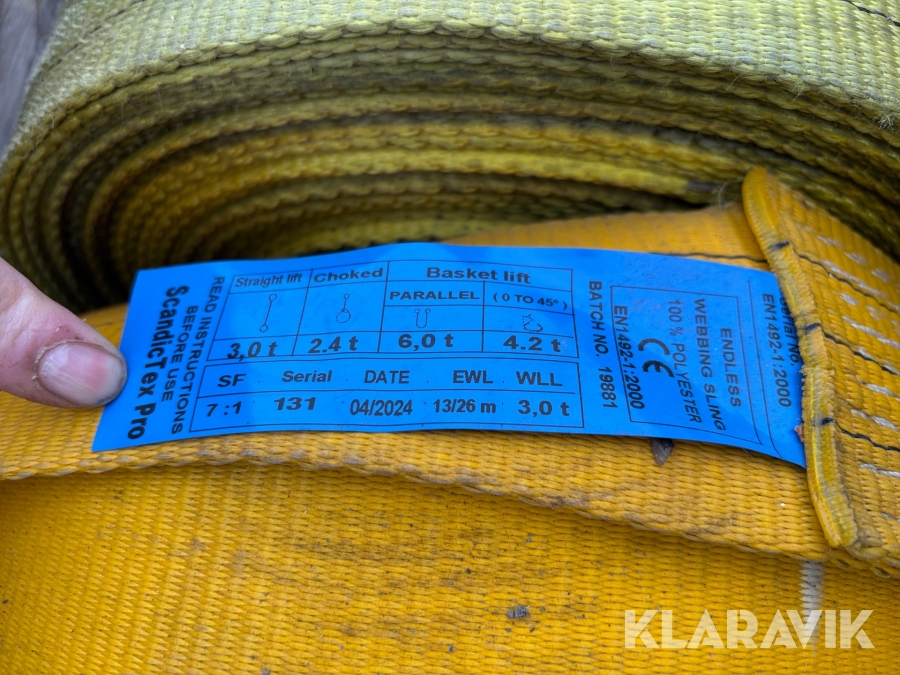 READ INSTRUCTIONS
BEFORE USE
ScandicTex Pro
Straight lift Choked Basket lift
PARALLEL ( 0 TO 45° )
3,0 t 2.4 t 6,0 t 4.2 t
SF Serial DATE EWL WLL
7 :1 131 04/2024 13/26 m 3,0 t
BATCH NO. 19981
EN1492-1:2000
CE
100 % POLYESTER
WEBBING SLING
ENDLESS
EN1492-1:2000
KLARAVIK